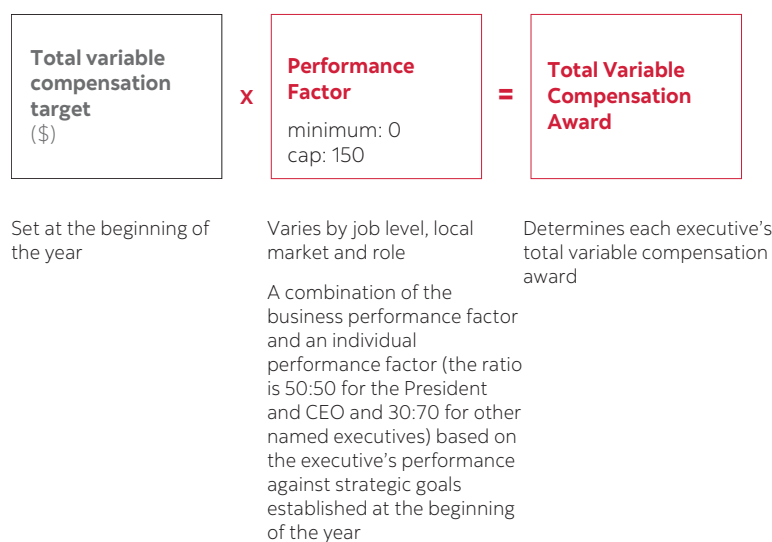 Total variable
compensation
target
($)
x
Performance
Factor
minimum: 0
cap: 150
=
Total Variable
Compensation
Award
Set at the beginning of
the year
Varies by job level, local
market and role
A combination of the
business performance factor
and an individual
performance factor (the ratio
is 50:50 for the President
and CEO and 30:70 for other
named executives) based on
the executive’s performance
against strategic goals
established at the beginning
of the year
Determines each executive’s
total variable compensation
award